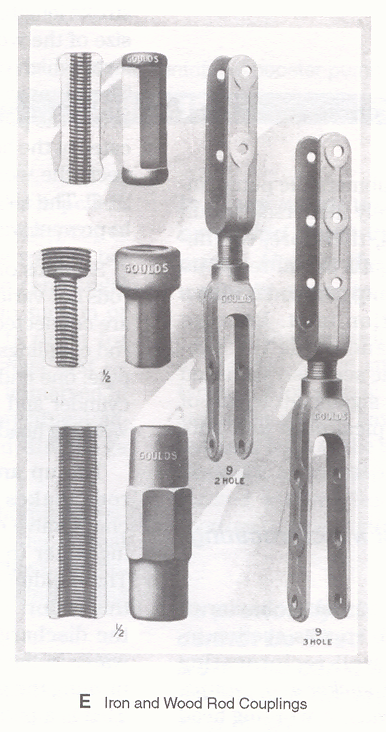 GOULDS
GOULDS
½
GOULDS
½
GOULDS
9
2 HOLE
GOULDS
9
3 HOLE
E Iron and Wood Rod Couplings